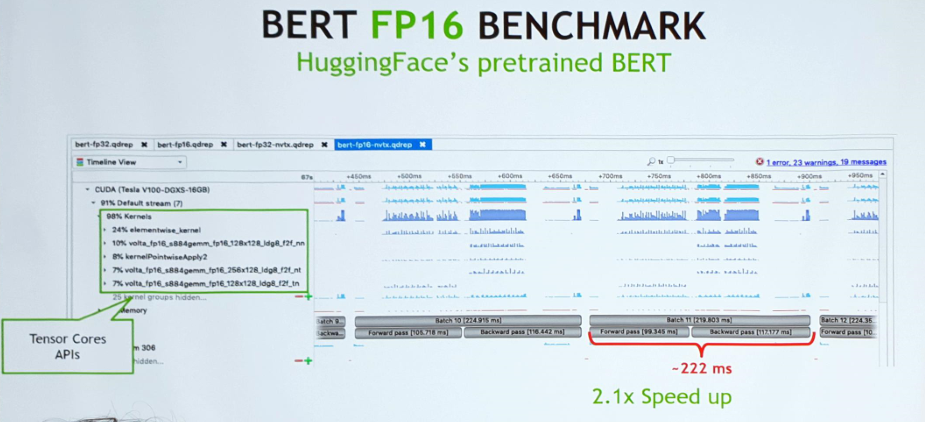 BERT FP16 BENCHMARK
HuggingFace's pretrained BERT
bert-fp32.qdrep ✖ bert-fp16.qdrep ✖ bert-fp32-nvtx.qdrep ✖ bert-fp16-nvtx.qdrep ✖
Timeline View
1x
1 error, 23 warnings, 19 messages
67s
+450ms +500ms +550ms +600ms +650ms +700ms +750ms +800ms +850ms +900ms +950ms
CUDA (Tesla V100-DGXS-16GB)
91% Default stream (7)
98% Kernels
24% elementwise_kernel
10% volta_fp16_s884gemm_fp16_128x128_ldg8_f2f_nn
8% kernelPointwiseApply2
7% volta_fp16_s884gemm_fp16_256x128_ldg8_f2f_nt
7% volta_fp16_s884gemm_fp16_128x128_ldg8_f2f_tn
25 kernel groups hidden...
emory
Batch 9... Batch 10 [224.915 ms] Batch 11 [219.803 ms] Batch 12 [224.35...
Backwa... Forward pass [105.716 ms] Backward pass [118.442 ms] Forward pass [99.345 ms] Backward pass [117.177 ms] Forward pass [10...
Tensor Cores
APIs
m 306
hidden...
~222 ms
2.1x Speed up